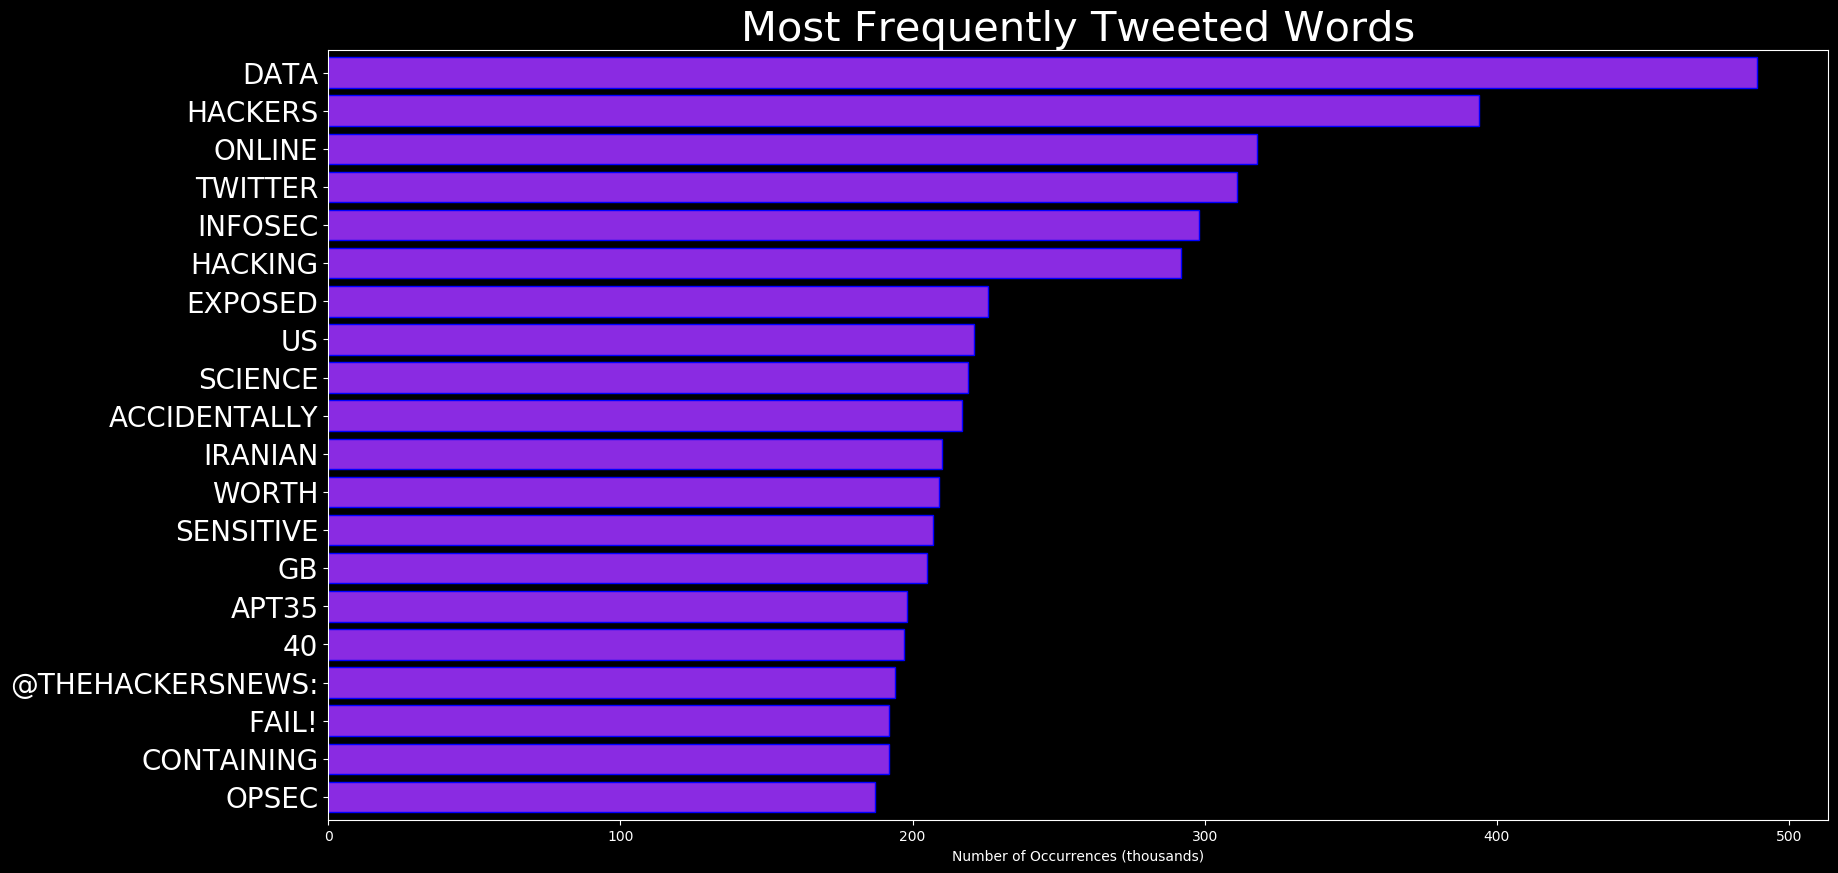 Most Frequently Tweeted Words
DATA
HACKERS
ONLINE
TWITTER
INFOSEC
HACKING
EXPOSED
US
SCIENCE
ACCIDENTALLY
IRANIAN
WORTH
SENSITIVE
GB
APT35
40
@THEHACKERSNEWS:
FAIL!
CONTAINING
OPSEC
0 100 200 300 400 500
Number of Occurrences (thousands)